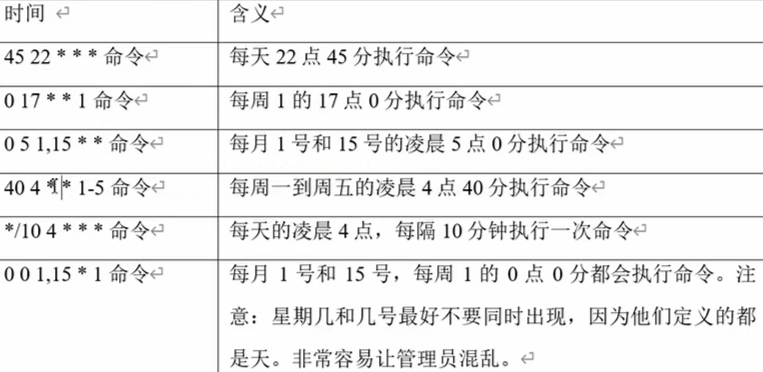 时间 含义
45 22 * * * 命令 每天 22 点 45 分执行命令
0 17 * * 1 命令 每周 1 的 17 点 0 分执行命令
0 5 1,15 * * 命令 每月 1 号和 15 号的凌晨 5 点 0 分执行命令
40 4 * * 1-5 命令 每周一到周五的凌晨 4 点 40 分执行命令
*/10 4 * * * 命令 每天的凌晨 4 点，每隔 10 分钟执行一次命令
0 0 1,15 * 1 命令 每月 1 号和 15 号，每周 1 的 0 点 0 分都会执行命令。注
意：星期几和几号最好不要同时出现，因为他们定义的都
是天。非常容易让管理员混乱。